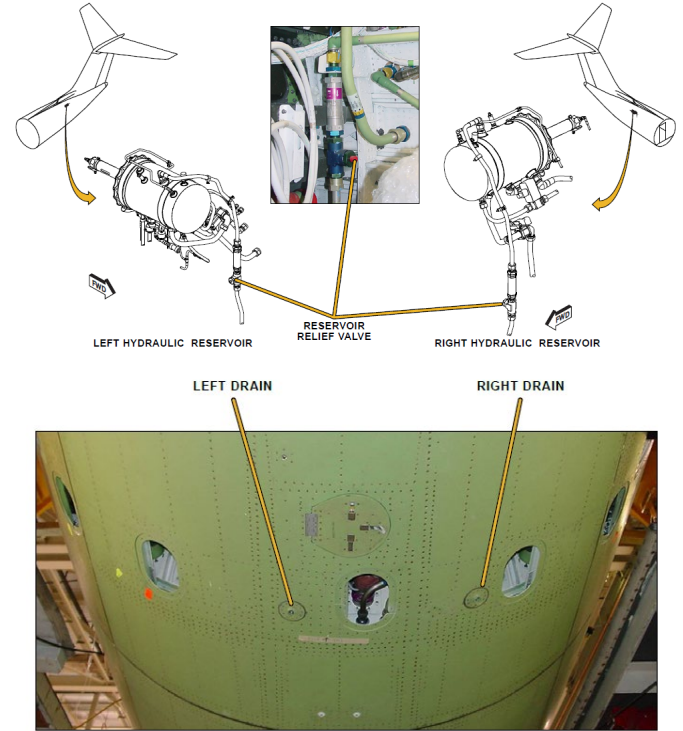 FWD
FWD
RESERVOIR
RELIEF VALVE
LEFT HYDRAULIC RESERVOIR
RIGHT HYDRAULIC RESERVOIR
LEFT DRAIN
RIGHT DRAIN